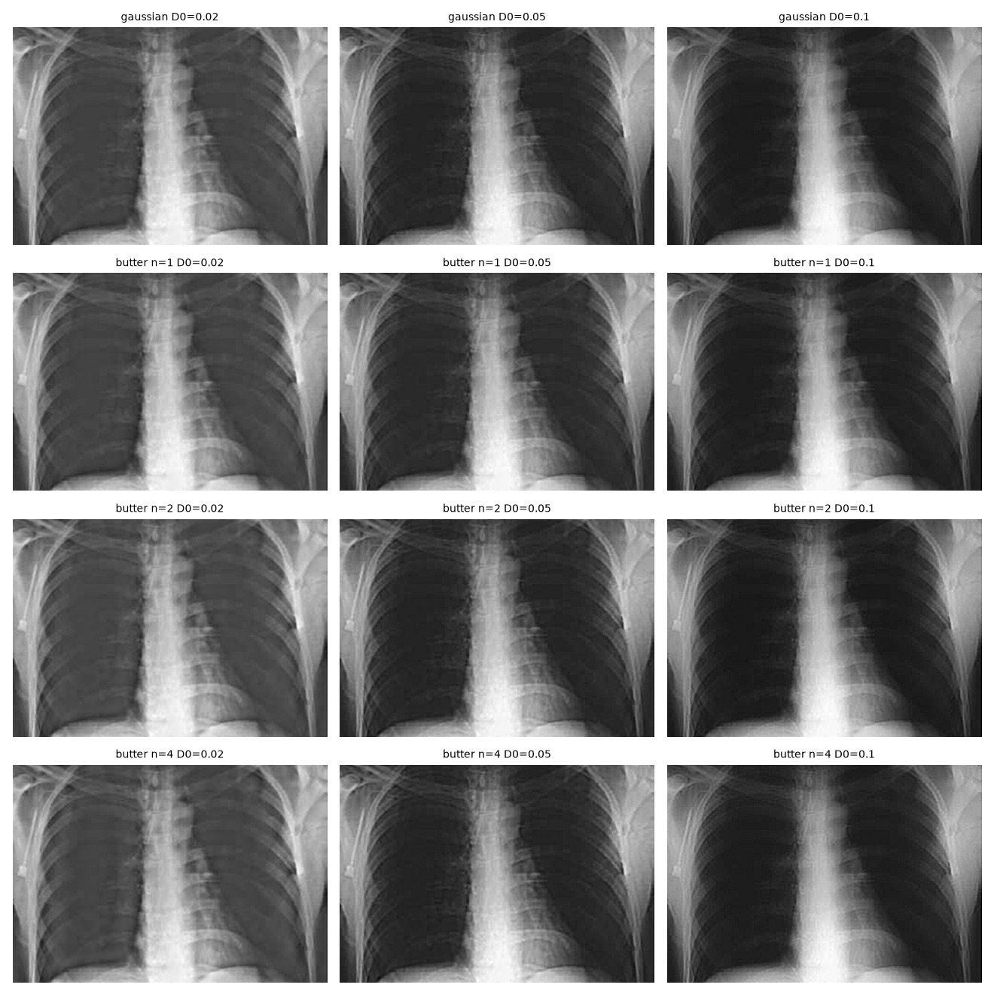 gaussian D0=0.02
gaussian D0=0.05
gaussian D0=0.1
butter n=1 D0=0.02
butter n=1 D0=0.05
butter n=1 D0=0.1
butter n=2 D0=0.02
butter n=2 D0=0.05
butter n=2 D0=0.1
butter n=4 D0=0.02
butter n=4 D0=0.05
butter n=4 D0=0.1